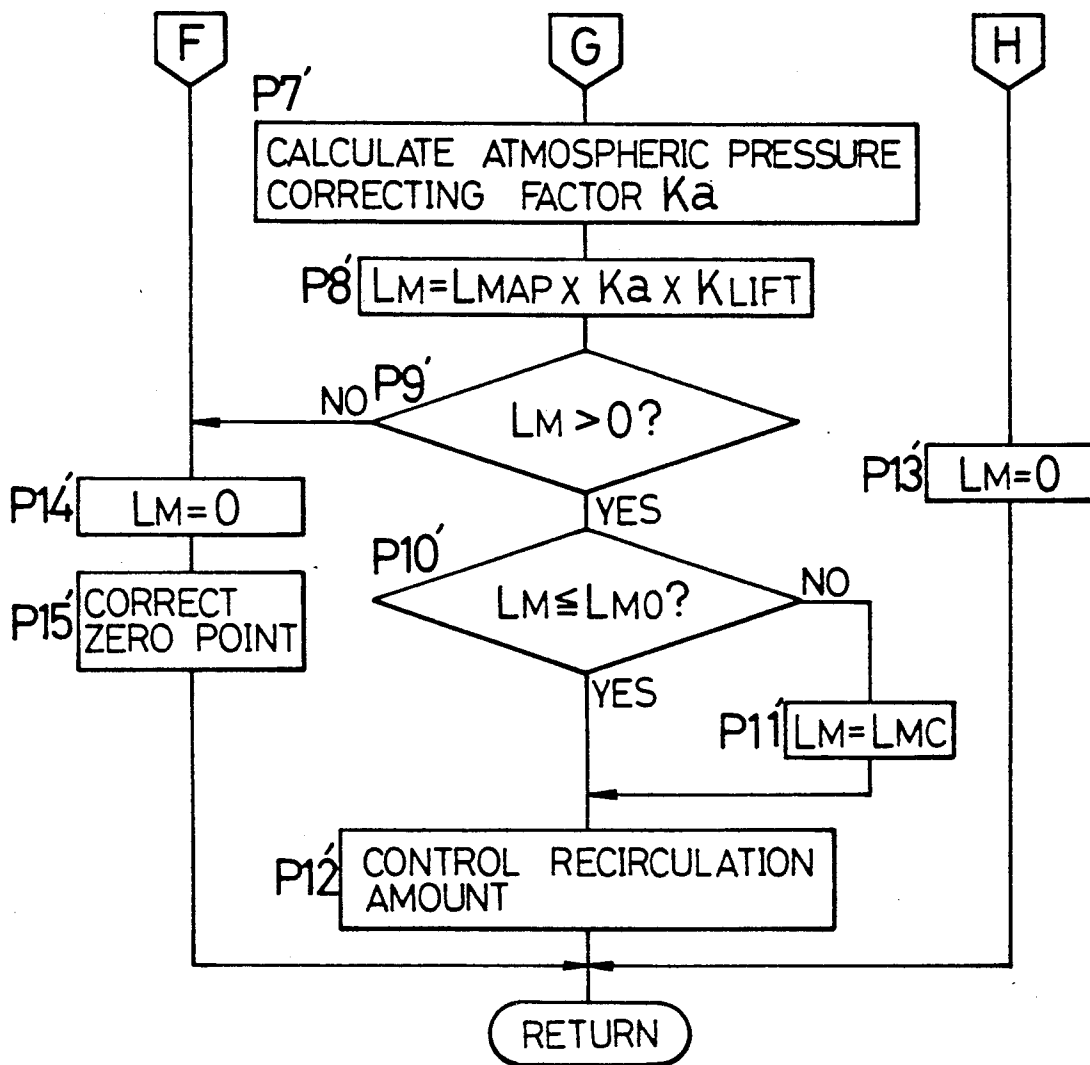 F
G
H
P7'
CALCULATE ATMOSPHERIC PRESSURE
CORRECTING FACTOR Ka
P8'
LM=LMAP X Ka X KLIFT
P9'
NO
LM>0?
YES
P13'
LM=0
P14'
LM=0
P10'
LM≦LM0?
NO
YES
P15'
CORRECT
ZERO POINT
P11'
LM=LMC
P12'
CONTROL RECIRCULATION
AMOUNT
RETURN